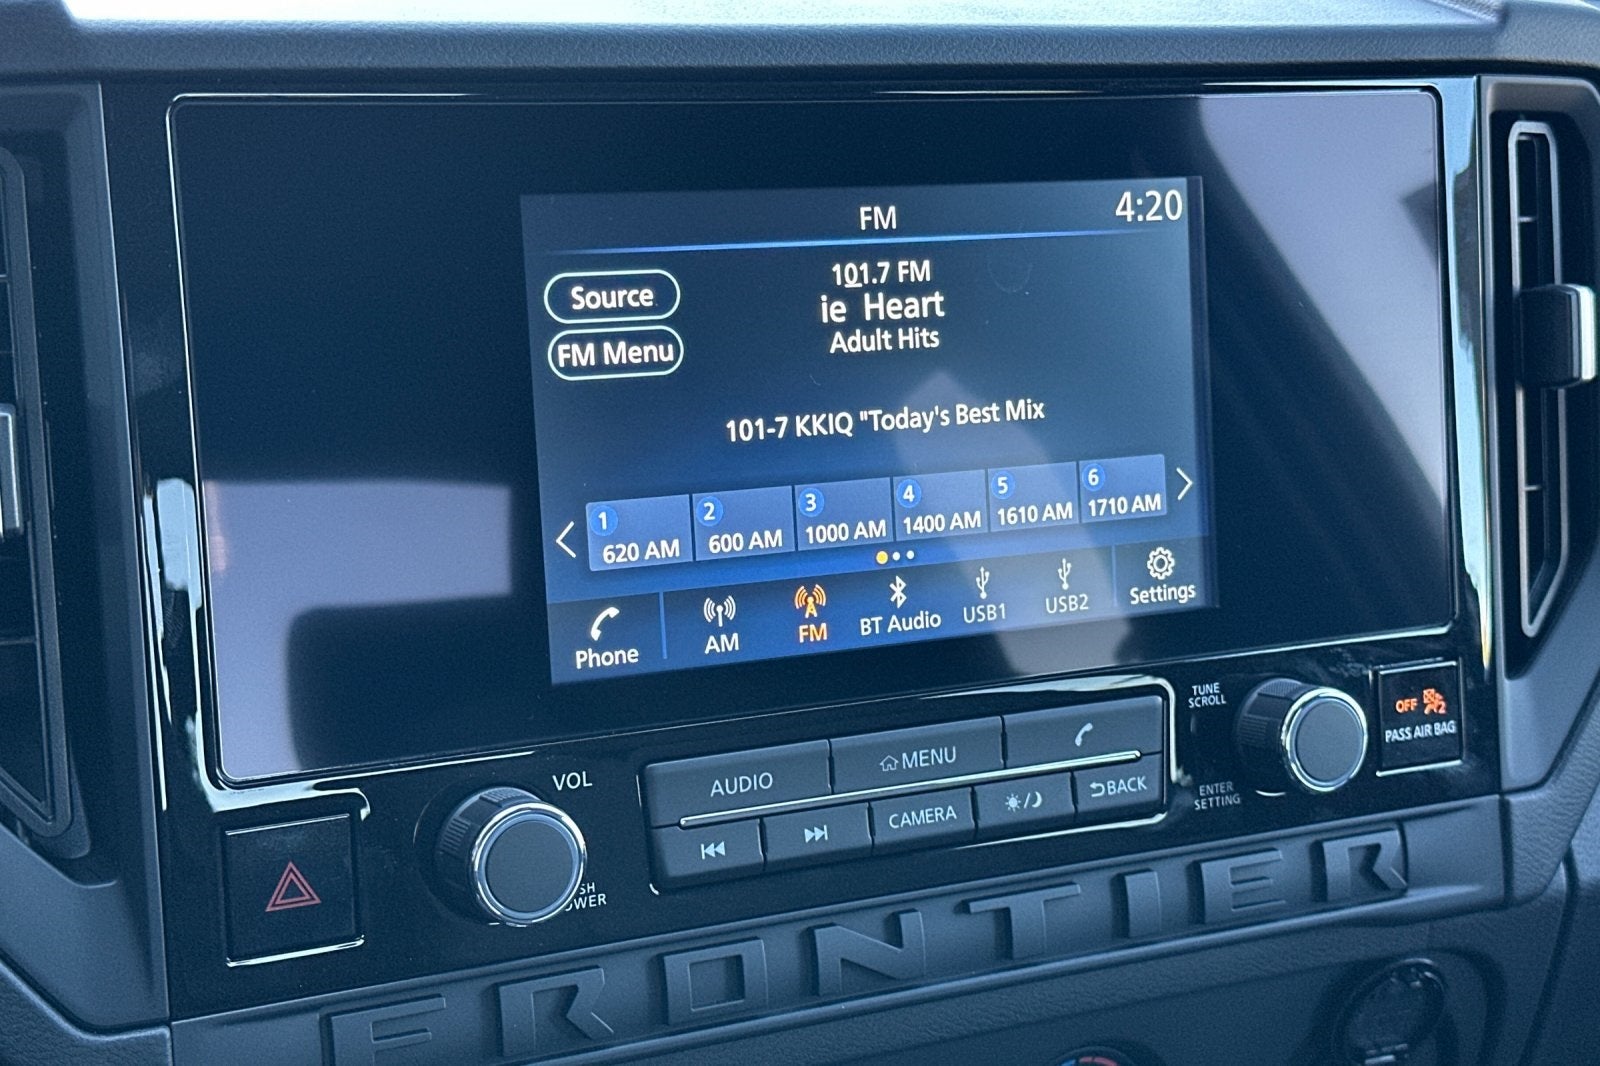 FM
4:20
Source
101.7 FM
ie Heart
FM Menu
Adult Hits
101-7 KKIQ "Today's Best Mix
1 620 AM
2 600 AM
3 1000 AM
4 1400 AM
5 1610 AM
6 1710 AM
Phone
AM
FM
BT Audio
USB1
USB2
Settings
TUNE
SCROLL
OFF 2
PASS AIR BAG
VOL
AUDIO
MENU
CAMERA
BACK
ENTER
SETTING
FRONTIER